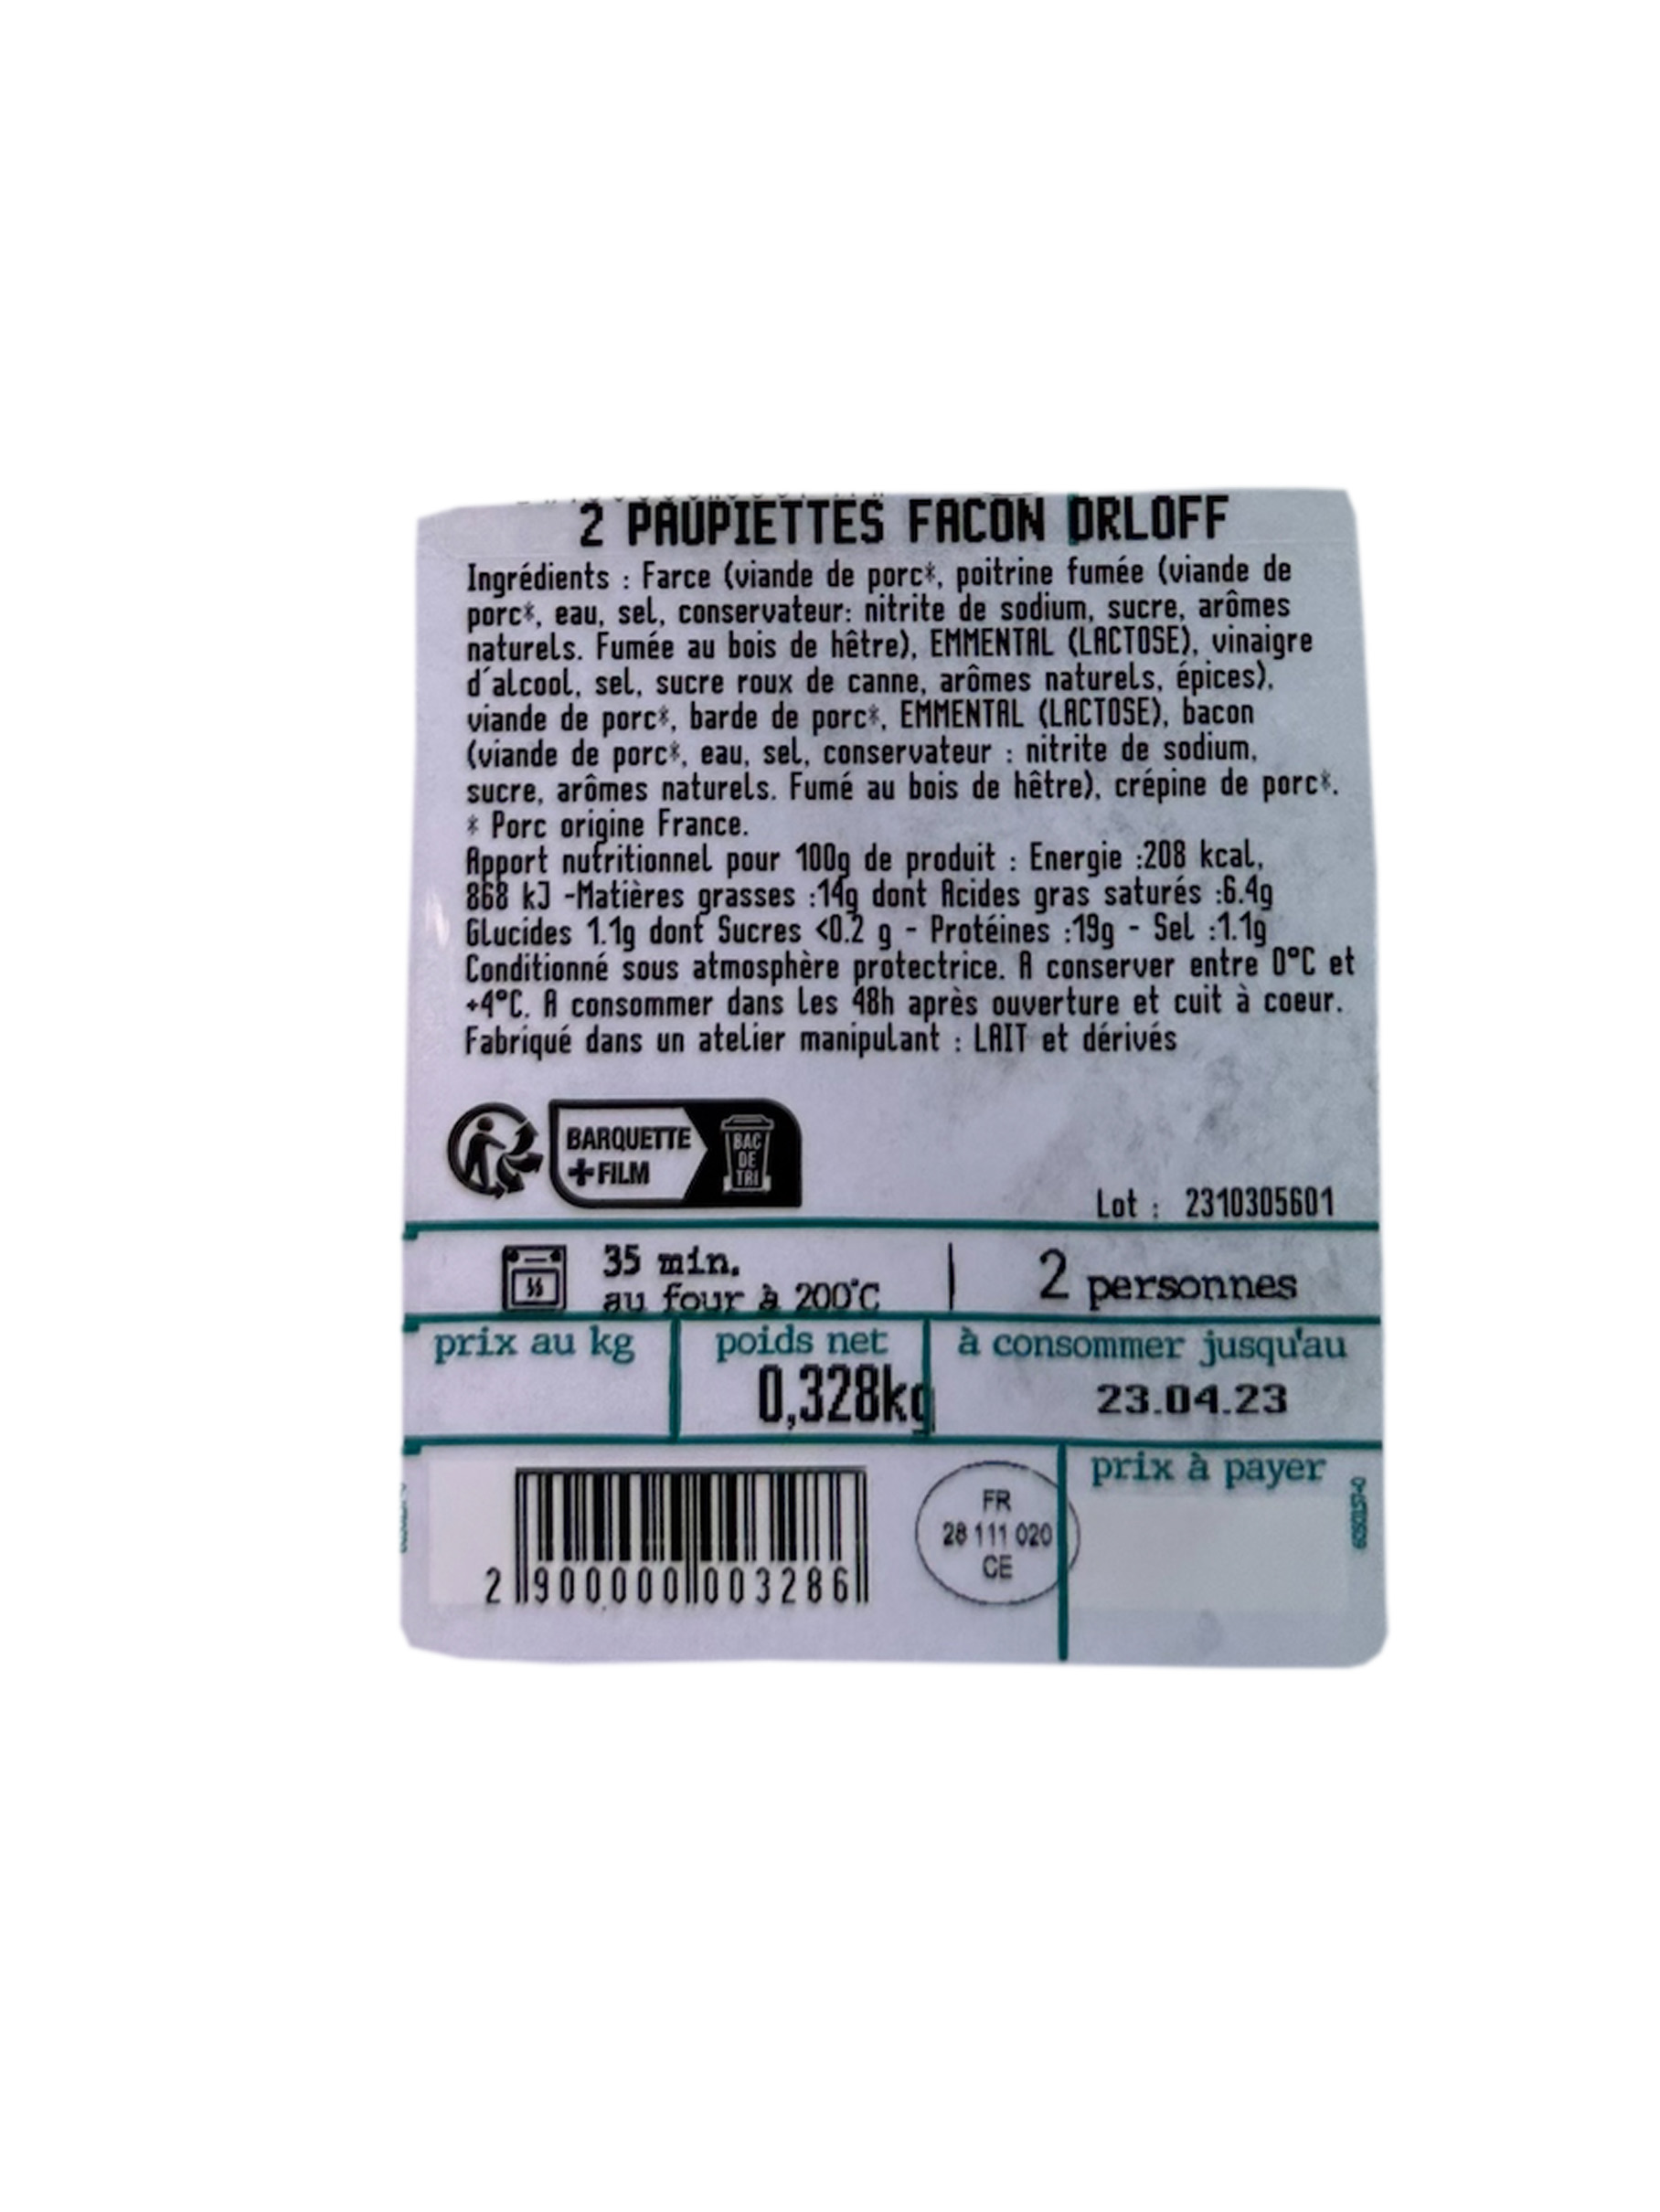 2 PAUPIETTES FACON ORLOFF
Ingrédients : Farce (viande de porc*, poitrine fumée (viande de
porc*, eau, sel, conservateur: nitrite de sodium, sucre, arômes
naturels. Fumée au bois de hêtre), EMMENTAL (LACTOSE), vinaigre
d'alcool, sel, sucre roux de canne, arômes naturels, épices),
viande de porc*, barde de porc*, EMMENTAL (LACTOSE), bacon
(viande de porc*, eau, sel, conservateur : nitrite de sodium,
sucre, arômes naturels. Fumé au bois de hêtre), crépine de porc*.
* Porc origine France.
Apport nutritionnel pour 100g de produit : Energie :208 kcal,
868 kJ -Matières grasses :14g dont Acides gras saturés :6.4g
Glucides 1.1g dont Sucres <0.2 g - Protéines :19g - Sel :1.1g
Conditionné sous atmosphère protectrice. A conserver entre 0°C et
+4°C. A consommer dans les 48h après ouverture et cuit à coeur.
Fabriqué dans un atelier manipulant : LAIT et dérivés
BARQUETTE
+ FILM
BAC
DE
TRI
Lot : 2310305601
35 min.
au four à 200°C
2 personnes
prix au kg
poids net
0,328kg
à consommer jusqu'au
23.04.23
2 900000 003286
FR
28 111 020
CE
prix à payer